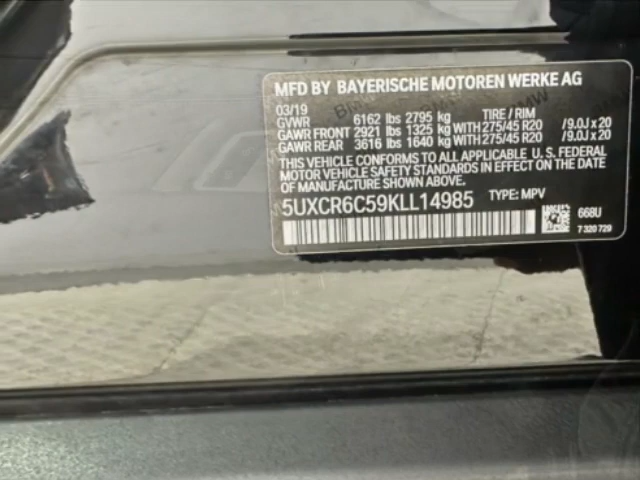 MFD BY BAYERISCHE MOTOREN WERKE AG
03/19
GVWR 6162 lbs 2795 kg TIRE / RIM
GAWR FRONT 2921 lbs 1325 kg WITH 275/45 R20 /9.0J x 20
GAWR REAR 3616 lbs 1640 kg WITH 275/45 R20 /9.0J x 20
THIS VEHICLE CONFORMS TO ALL APPLICABLE U. S. FEDERAL
MOTOR VEHICLE SAFETY STANDARDS IN EFFECT ON THE DATE
OF MANUFACTURE SHOWN ABOVE.
5UXCR6C59KLL14985 TYPE: MPV
668U
7 320 729